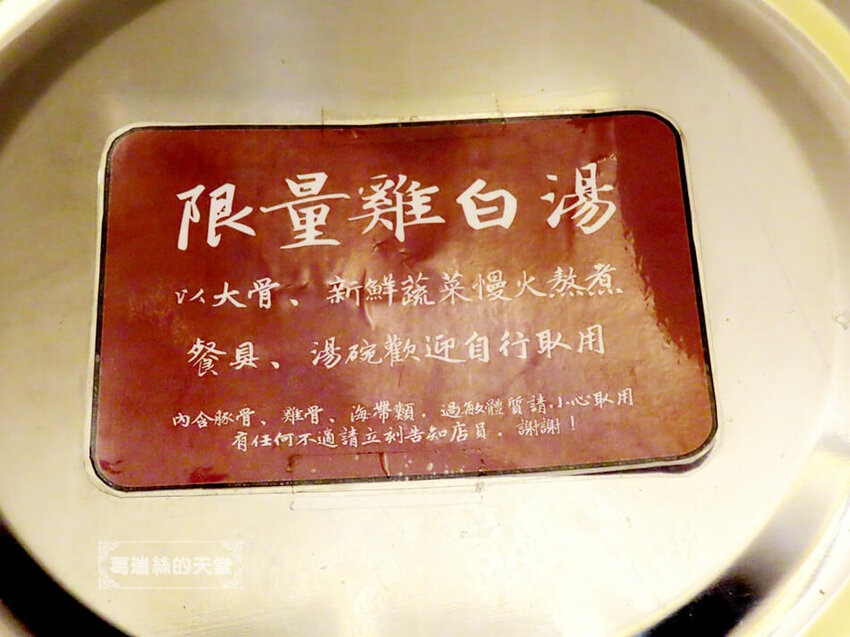 限量雞白湯
以大骨、新鮮蔬菜慢火熬煮
餐具、湯碗歡迎自行取用
內含豚骨、雞骨、海帶類，過敏體質請小心取用
有任何不適請立刻告知店員，謝謝！
葛瑞絲的天堂